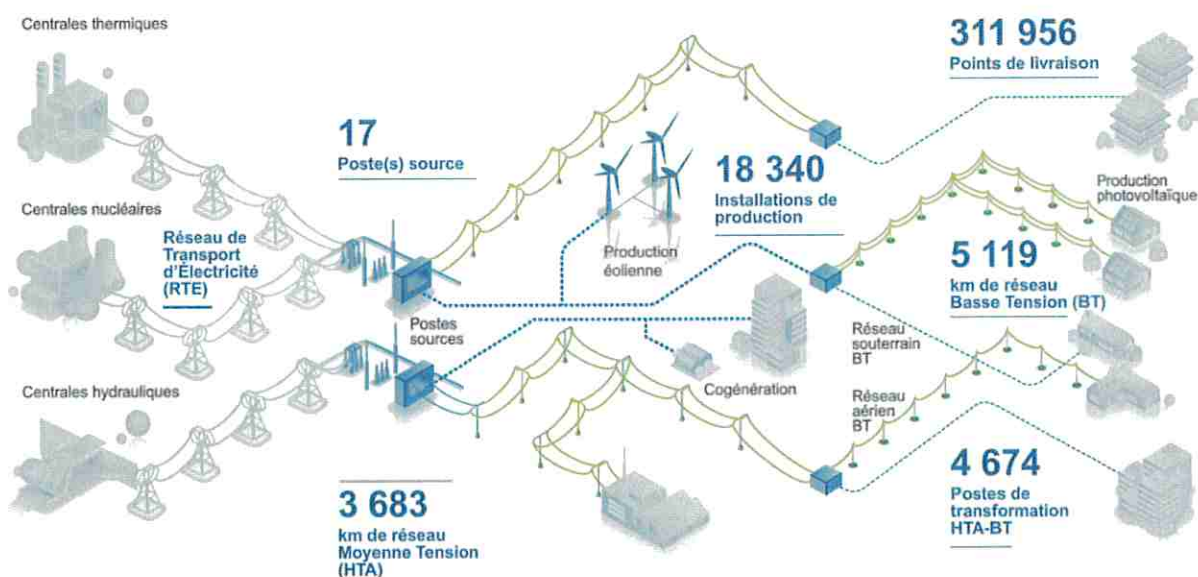 Centrales thermiques
311 956
Points de livraison
17
Poste(s) source
18 340
Installations de
production
Production
photovoltaïque
Centrales nucléaires
Réseau de
Transport
d'Électricité
(RTE)
Production
éolienne
5 119
km de réseau
Basse Tension (BT)
Postes
sources
Réseau
souterrain
BT
Centrales hydrauliques
Cogénération
Réseau
aérien
BT
3 683
km de réseau
Moyenne Tension
(HTA)
4 674
Postes de
transformation
HTA-BT